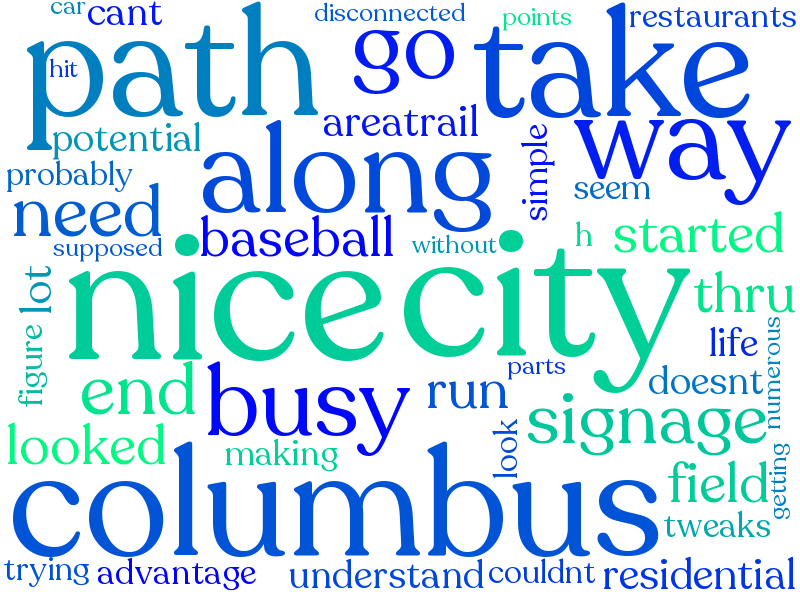 car
cant
disconnected
points
restaurants
path
hit
go
take
potential
areatrail
way
probably
along
simple
seem
need
supposed
baseball
without
h
started
nice
city
lot
thru
figure
life
numerous
end
busy
parts
run
doesnt
looked
making
look
signage
columbus
field
getting
tweaks
trying
advantage
understand
couldnt
residential